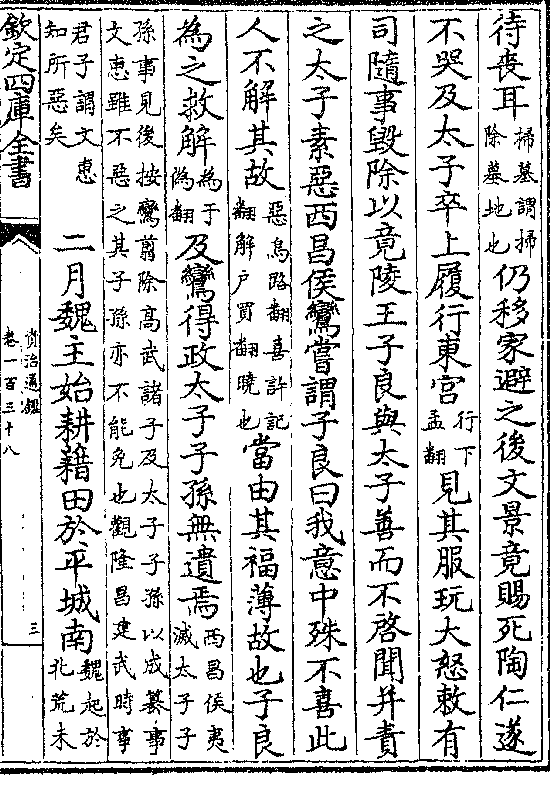 待喪耳掃墓謂掃除墓地也仍移家避之後文景竟賜死陶仁遂
不哭及太子卒上履行東宮行下孟翻見其服玩大怒敕有
司隨事毀除以竟陵王子良與太子善而不啓聞并責
之太子素惡西昌侯鸞嘗謂子良曰我意中殊不喜此
人不解其故惡烏路翻喜許記翻解戶買翻曉也當由其福薄故也子良
為之救解為于偽翻及鸞得政太子子孫無遺焉西昌侯夷滅太子子
孫事見後按鸞翦除高武諸子及太子子孫以成簒事
文惠雖不惡之其子孫亦不能免也觀隆昌建武時事
君子謂文惠知所惡矣二月魏主始耕藉田於平城南魏起於北荒未
欽定四庫全書
資治通鑑
卷一百三十八
三